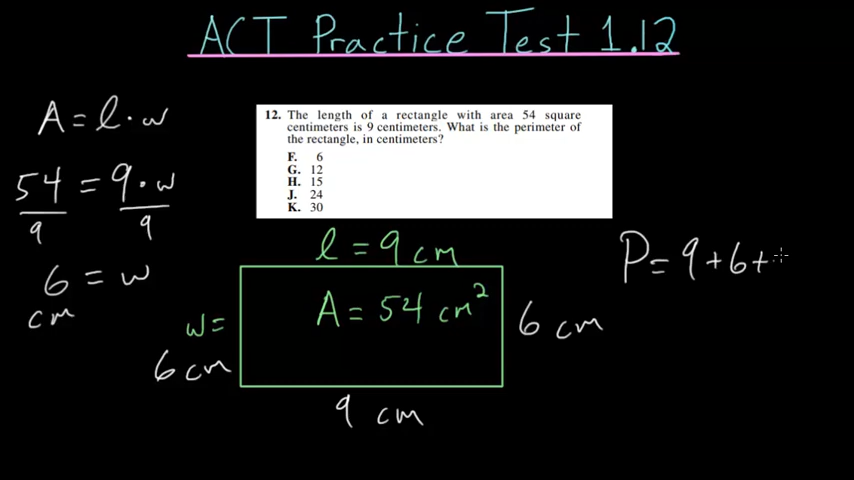 ACT Practice Test 1.12
A = l · w
54 = 9 · w
9 9
6 = w
cm
12. The length of a rectangle with area 54 square
centimeters is 9 centimeters. What is the perimeter of
the rectangle, in centimeters?
F. 6
G. 12
H. 15
J. 24
K. 30
l = 9 cm
A = 54 cm²
w =
6 cm
6 cm
9 cm
P = 9 + 6 +